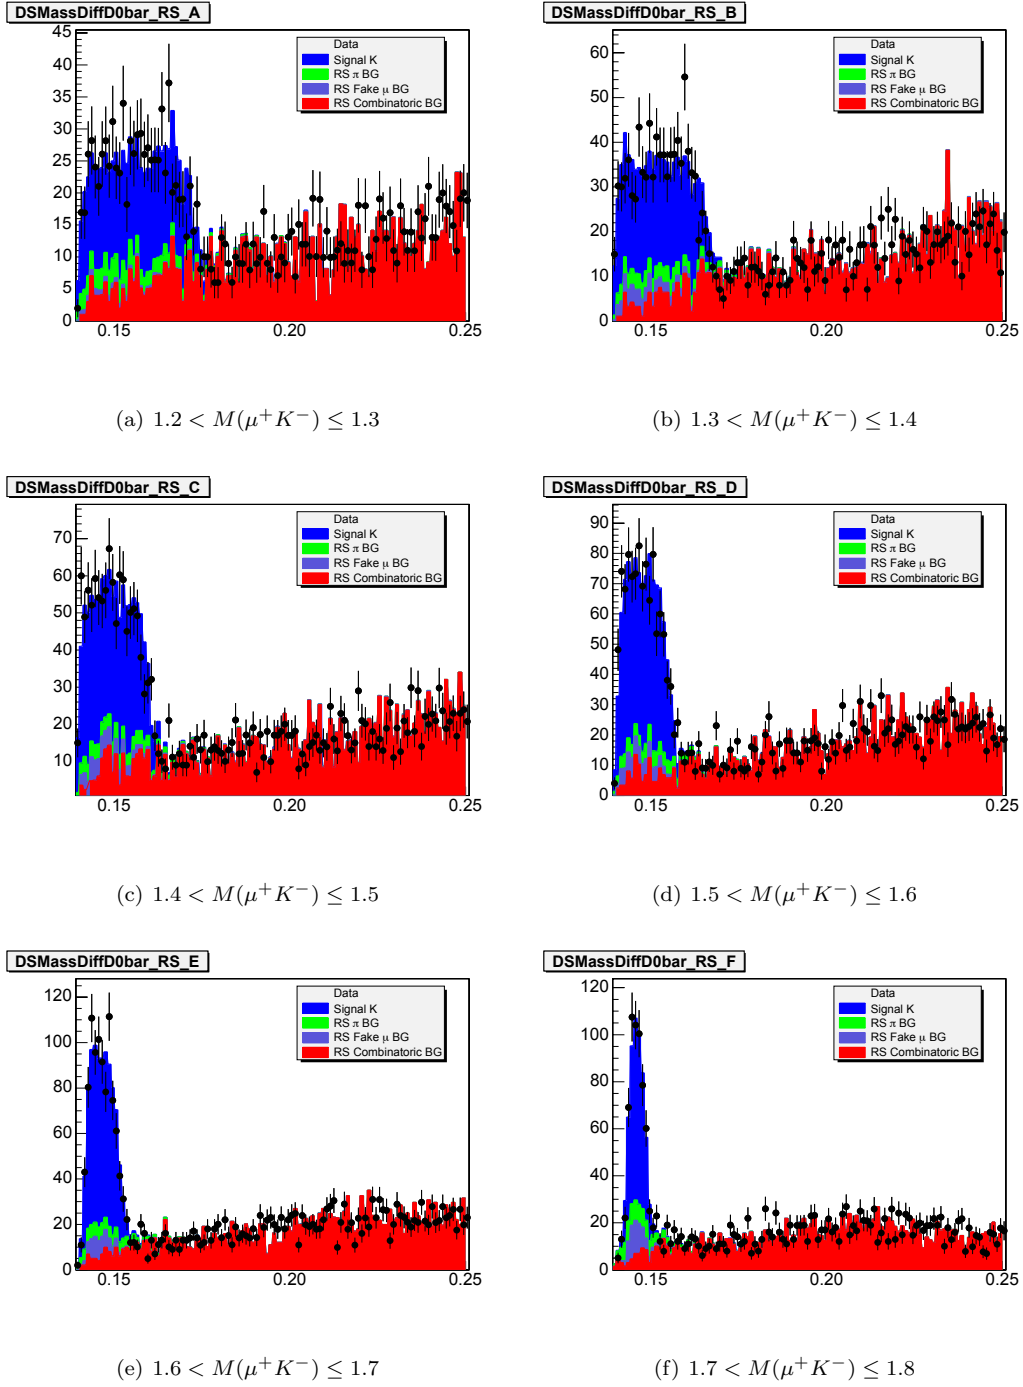 DSMassDiffD0bar_RS_A
45
40
35
30
25
20
15
10
5
0
0.15
0.20
0.25
Data
Signal K
RS π BG
RS Fake μ BG
RS Combinatoric BG
(a) 1.2 < M(μ⁺K⁻) ≤ 1.3
DSMassDiffD0bar_RS_B
60
50
40
30
20
10
0
0.15
0.20
0.25
Data
Signal K
RS π BG
RS Fake μ BG
RS Combinatoric BG
(b) 1.3 < M(μ⁺K⁻) ≤ 1.4
DSMassDiffD0bar_RS_C
70
60
50
40
30
20
10
0.15
0.20
0.25
Data
Signal K
RS π BG
RS Fake μ BG
RS Combinatoric BG
(c) 1.4 < M(μ⁺K⁻) ≤ 1.5
DSMassDiffD0bar_RS_D
90
80
70
60
50
40
30
20
10
0
0.15
0.20
0.25
Data
Signal K
RS π BG
RS Fake μ BG
RS Combinatoric BG
(d) 1.5 < M(μ⁺K⁻) ≤ 1.6
DSMassDiffD0bar_RS_E
120
100
80
60
40
20
0
0.15
0.20
0.25
Data
Signal K
RS π BG
RS Fake μ BG
RS Combinatoric BG
(e) 1.6 < M(μ⁺K⁻) ≤ 1.7
DSMassDiffD0bar_RS_F
120
100
80
60
40
20
0
0.15
0.20
0.25
Data
Signal K
RS π BG
RS Fake μ BG
RS Combinatoric BG
(f) 1.7 < M(μ⁺K⁻) ≤ 1.8